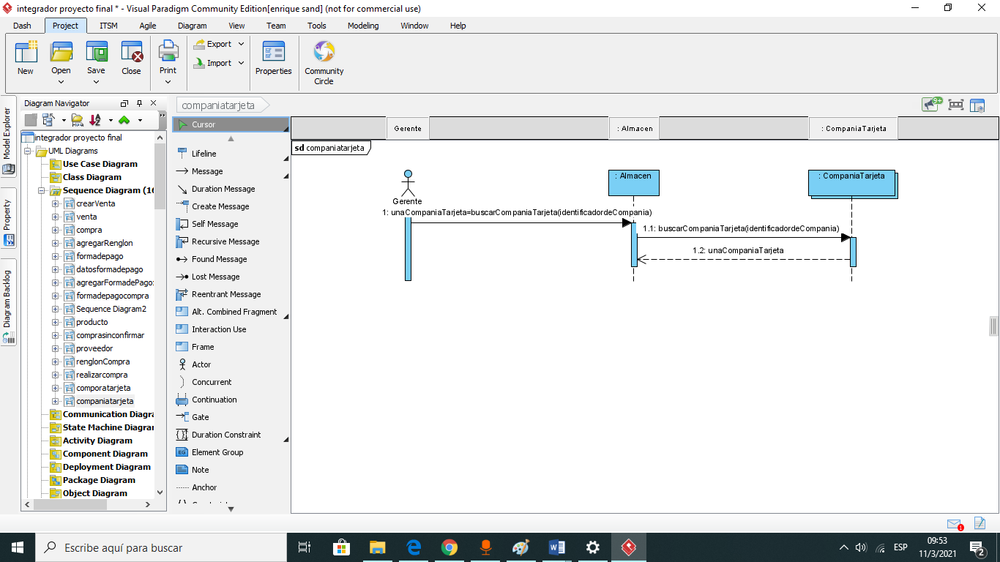 integrador proyecto final * - Visual Paradigm Community Edition[enrique sand] (not for commercial use)
Dash Project ITSM Agile Diagram View Team Tools Modeling Window Help
New Open Save Close Print Export Import Properties Community Circle
Model Explorer
Property
Diagram Backlog
Diagram Navigator
integrador proyecto final
UML Diagrams
Use Case Diagram
Class Diagram
Sequence Diagram (16
crearVenta
venta
compra
agregarRenglon
formadepago
datosformadepago
agregarFormadePago
formadepagocompra
Sequence Diagram2
producto
comprasinconfirmar
proveedor
renglonCompra
realizarcompra
comporatarjeta
companiatarjeta
Communication Diagra
State Machine Diagrar
Activity Diagram
Component Diagram
Deployment Diagram
Package Diagram
Object Diagram
companiatarjeta
9+
Cursor
Lifeline
Message
Duration Message
Create Message
Self Message
Recursive Message
Found Message
Lost Message
Reentrant Message
Alt. Combined Fragment
Interaction Use
Frame
Actor
Concurrent
Continuation
Gate
Duration Constraint
Element Group
Note
Anchor
Gerente : Almacen : CompaniaTarjeta
sd companiatarjeta
: Almacen : CompaniaTarjeta
Gerente
1: unaCompaniaTarjeta=buscarCompaniaTarjeta(identificadordeCompania)
1.1: buscarCompaniaTarjeta(identificadordeCompania)
1.2: unaCompaniaTarjeta
1
Escribe aquí para buscar
ESP
09:53
11/3/2021
2